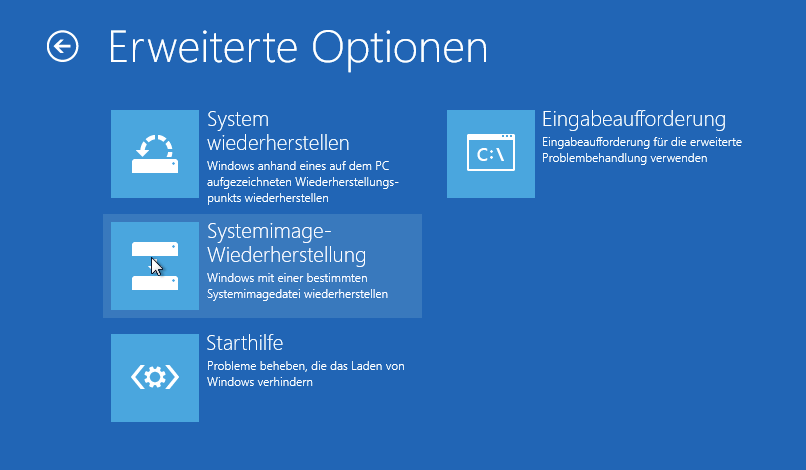 Erweiterte Optionen
System
wiederherstellen
Windows anhand eines auf dem PC
aufgezeichneten Wiederherstellungs-
punkts wiederherstellen
Systemimage-
Wiederherstellung
Windows mit einer bestimmten
Systemimagedatei wiederherstellen
Starthilfe
Probleme beheben, die das Laden von
Windows verhindern
C:\
Eingabeaufforderung
Eingabeaufforderung für die erweiterte
Problembehandlung verwenden